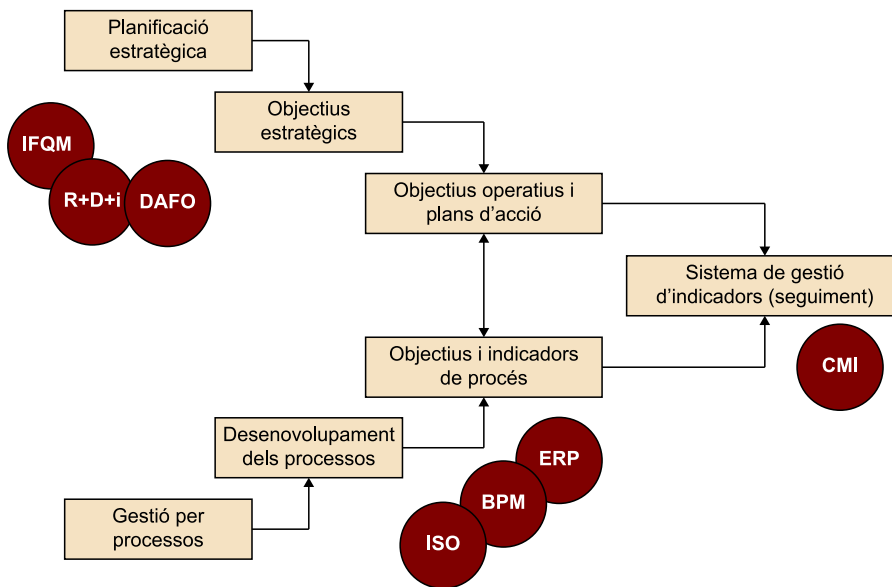 Planificació
estratègica
Objectius
estratègics
IFQM
R+D+i
DAFO
Objectius operatius i
plans d’acció
Sistema de gestió
d’indicadors (seguiment)
Objectius i indicadors
de procés
CMI
Desenovolupament
dels processos
ERP
BPM
Gestió per
processos
ISO